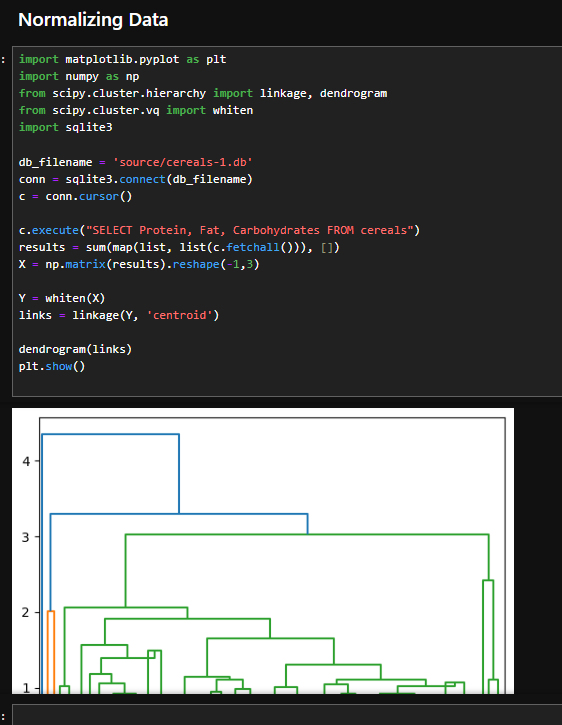 Normalizing Data
:
import matplotlib.pyplot as plt
import numpy as np
from scipy.cluster.hierarchy import linkage, dendrogram
from scipy.cluster.vq import whiten
import sqlite3
db_filename = 'source/cereals-1.db'
conn = sqlite3.connect(db_filename)
c = conn.cursor()
c.execute("SELECT Protein, Fat, Carbohydrates FROM cereals")
results = sum(map(list, list(c.fetchall())), [])
X = np.matrix(results).reshape(-1,3)
Y = whiten(X)
links = linkage(Y, 'centroid')
dendrogram(links)
plt.show()
4
3
2
1
: